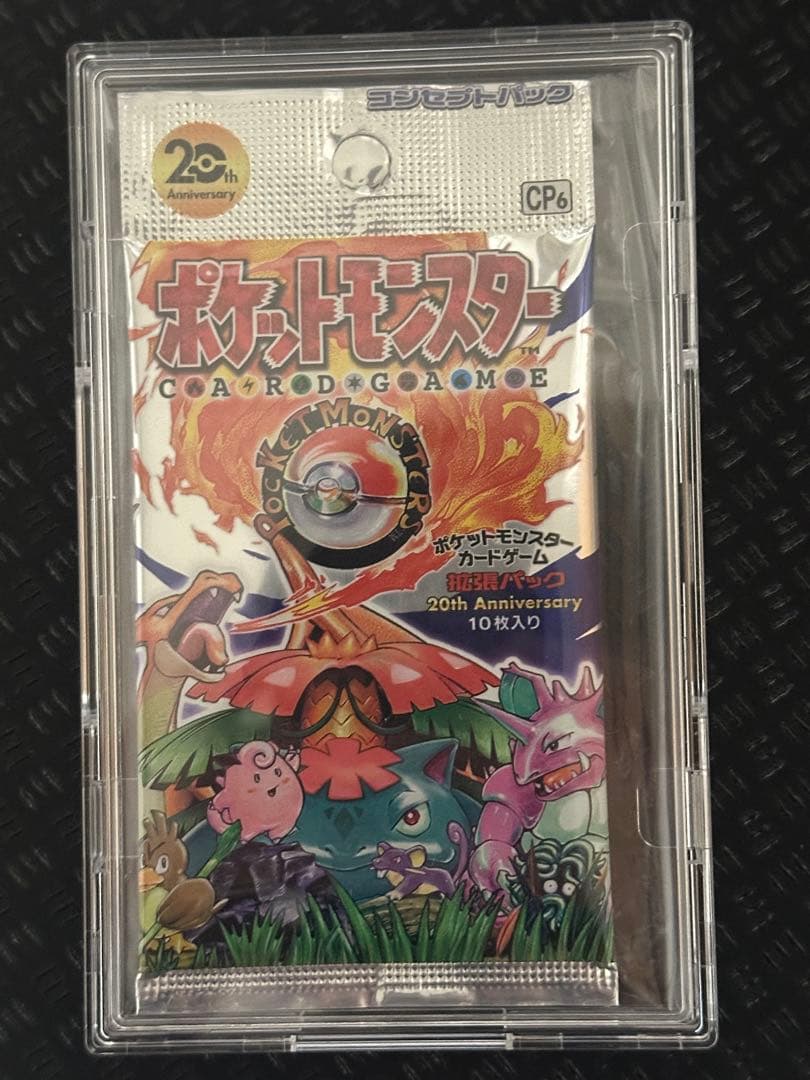 コンセプトパック
20th
Anniversary
CP6
ポケットモンスター
TM
CARDGAME
POCKET MONSTERS
ポケットモンスター
カードゲーム
拡張パック
20th Anniversary
10枚入り